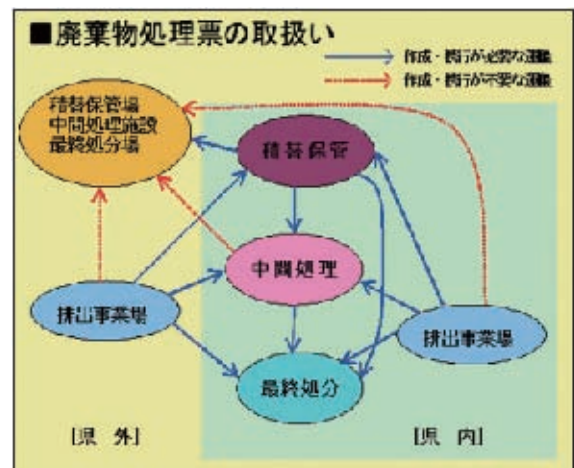 ■廃棄物処理票の取扱い
作成・携行が必要な運搬
作成・携行が不要な運搬
積替保管場
中間処理施設
最終処分場
積替保管
中間処理
排出事業場
排出事業場
最終処分
[県 外]
[県 内]